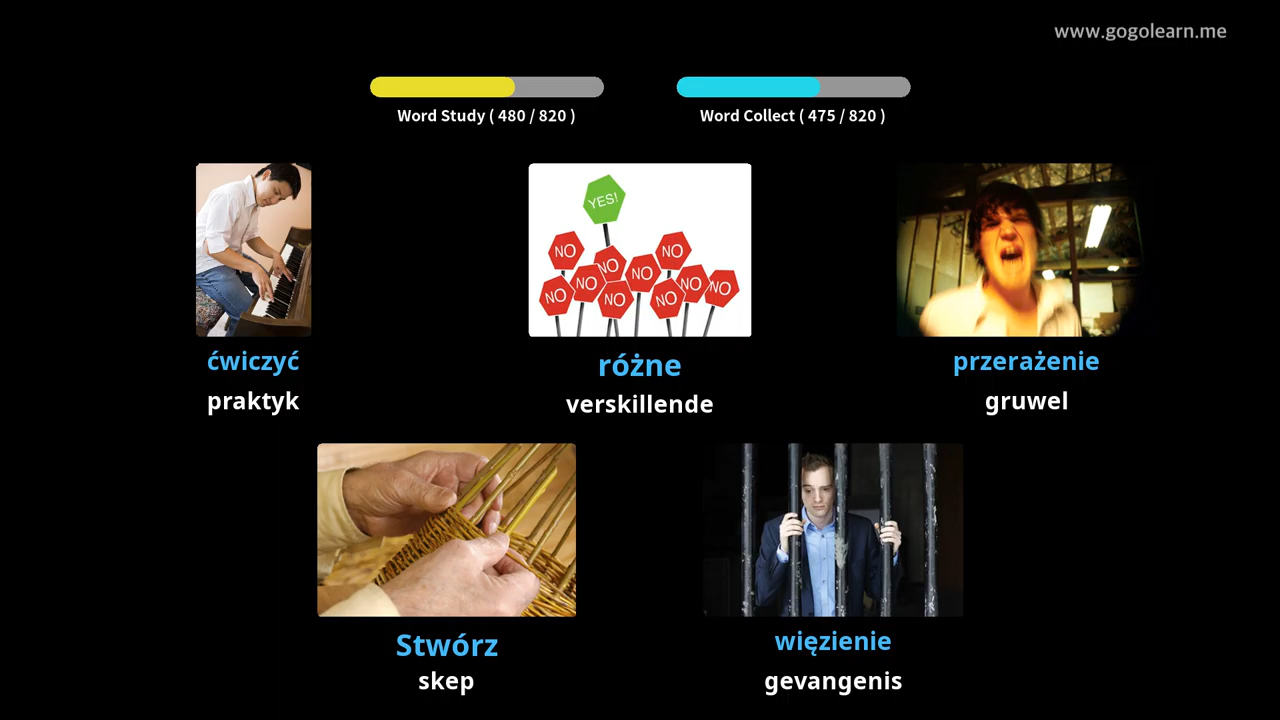 www.gogolearn.me
Word Study ( 480 / 820 )
Word Collect ( 475 / 820 )
YES!
NO
NO
NO
NO
NO
NO
NO
NO
NO
NO
ćwiczyć
praktyk
różne
verskillende
przerażenie
gruwel
Stwórz
skep
więzienie
gevangenis